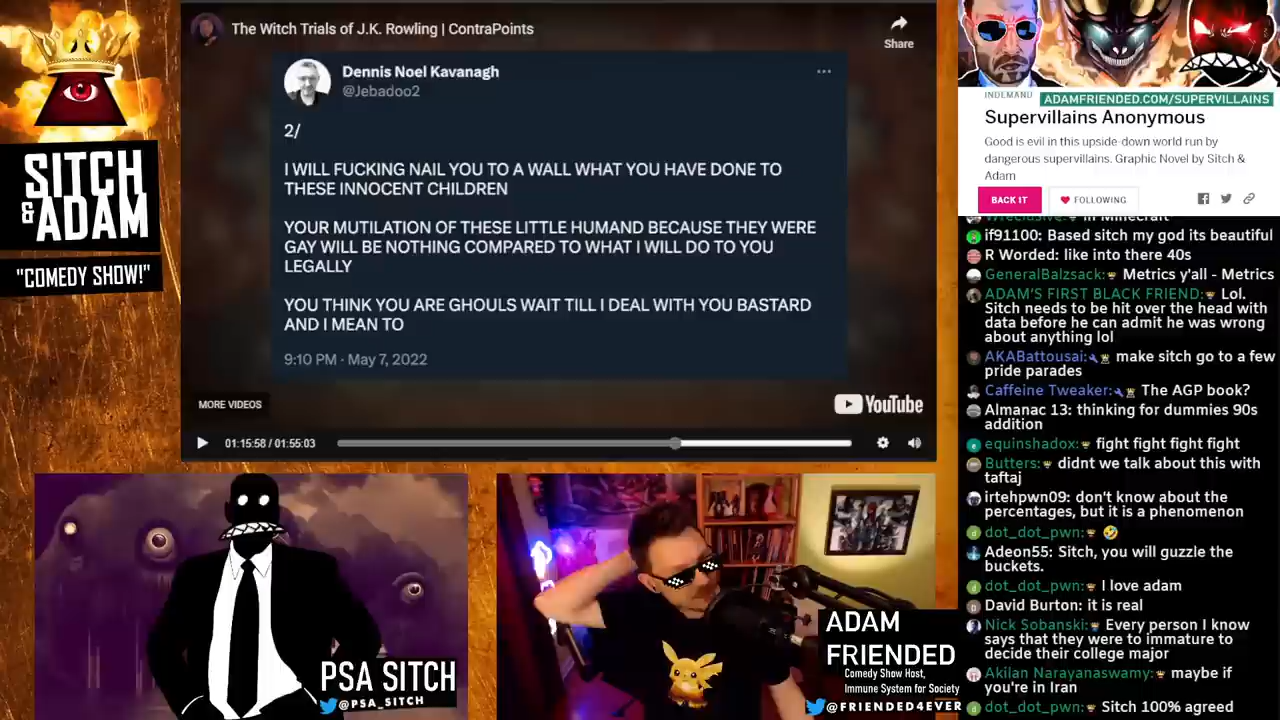 The Witch Trials of J.K. Rowling | ContraPoints
Share
Dennis Noel Kavanagh
@Jebadoo2
2/
I WILL FUCKING NAIL YOU TO A WALL WHAT YOU HAVE DONE TO
THESE INNOCENT CHILDREN
YOUR MUTILATION OF THESE LITTLE HUMAND BECAUSE THEY WERE
GAY WILL BE NOTHING COMPARED TO WHAT I WILL DO TO YOU
LEGALLY
YOU THINK YOU ARE GHOULS WAIT TILL I DEAL WITH YOU BASTARD
AND I MEAN TO
9:10 PM · May 7, 2022
MORE VIDEOS
YouTube
01:15:58 / 01:55:03
SITCH
& ADAM
"COMEDY SHOW!"
INDEMAND
ADAMFRIENDED.COM/SUPERVILLAINS
Supervillains Anonymous
Good is evil in this upside-down world run by
dangerous supervillains. Graphic Novel by Sitch &
Adam
BACK IT
FOLLOWING
in Minecraft
if91100: Based sitch my god its beautiful
R Worded: like into there 40s
GeneralBalzsack: Metrics y'all - Metrics
ADAM'S FIRST BLACK FRIEND: Lol.
Sitch needs to be hit over the head with
data before he can admit he was wrong
about anything lol
AKABattousai: make sitch go to a few
pride parades
Caffeine Tweaker: The AGP book?
Almanac 13: thinking for dummies 90s
addition
equinshadox: fight fight fight fight
Butters: didnt we talk about this with
taftaj
irtehpwn09: don't know about the
percentages, but it is a phenomenon
dot_dot_pwn: 🤣
Adeon55: Sitch, you will guzzle the
buckets.
dot_dot_pwn: I love adam
David Burton: it is real
Nick Sobanski: Every person I know
says that they were to immature to
decide their college major
Akilan Narayanaswamy: maybe if
you're in Iran
dot_dot_pwn: Sitch 100% agreed
PSA SITCH
@PSA_SITCH
ADAM
FRIENDED
Comedy Show Host,
Immune System for Society
@FRIENDED4EVER